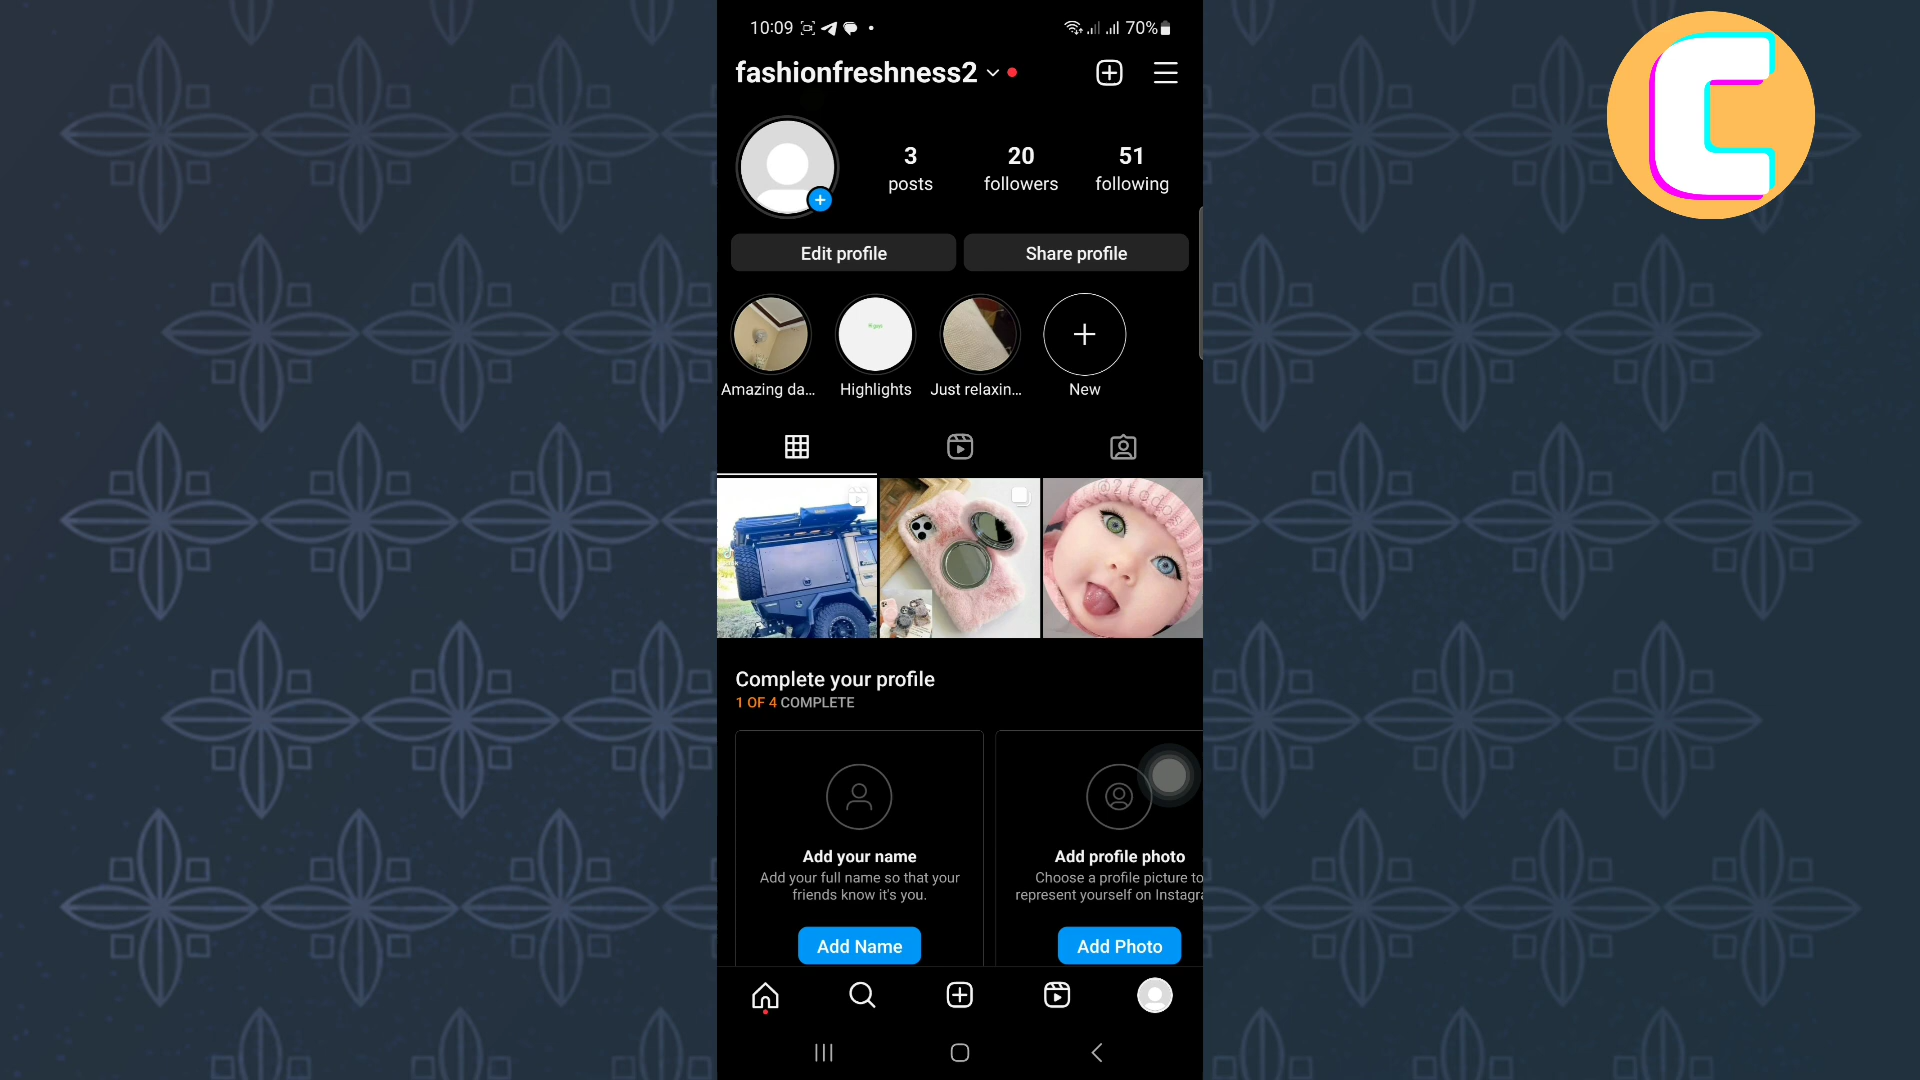 10:09 70%
fashionfreshness2
3 20 51
posts followers following
Edit profile Share profile
Amazing da... Highlights Just relaxin... New
Complete your profile
1 OF 4 COMPLETE
Add your name
Add your full name so that your
friends know it's you.
Add Name
Add profile photo
Choose a profile picture to
represent yourself on Instagra
Add Photo
C